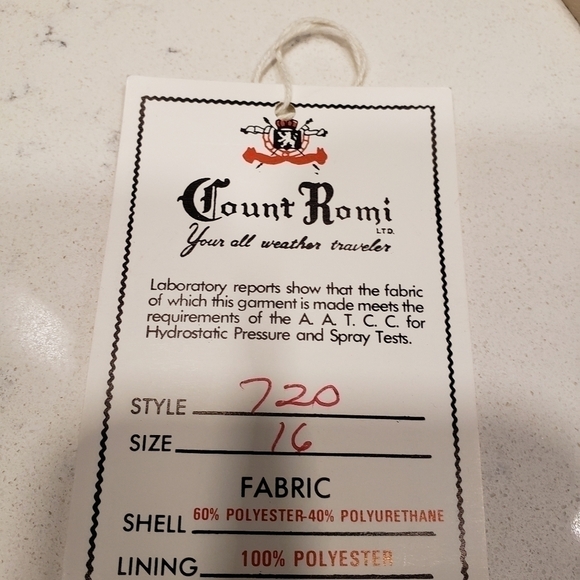 Count Romi
LTD.
Your all weather traveler
Laboratory reports show that the fabric
of which this garment is made meets the
requirements of the A. A. T. C. C. for
Hydrostatic Pressure and Spray Tests.
STYLE 720
SIZE 16
FABRIC
SHELL 60% POLYESTER-40% POLYURETHANE
LINING 100% POLYESTER